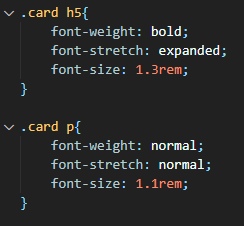 .card h5{
    font-weight: bold;
    font-stretch: expanded;
    font-size: 1.3rem;
}
.card p{
    font-weight: normal;
    font-stretch: normal;
    font-size: 1.1rem;
}